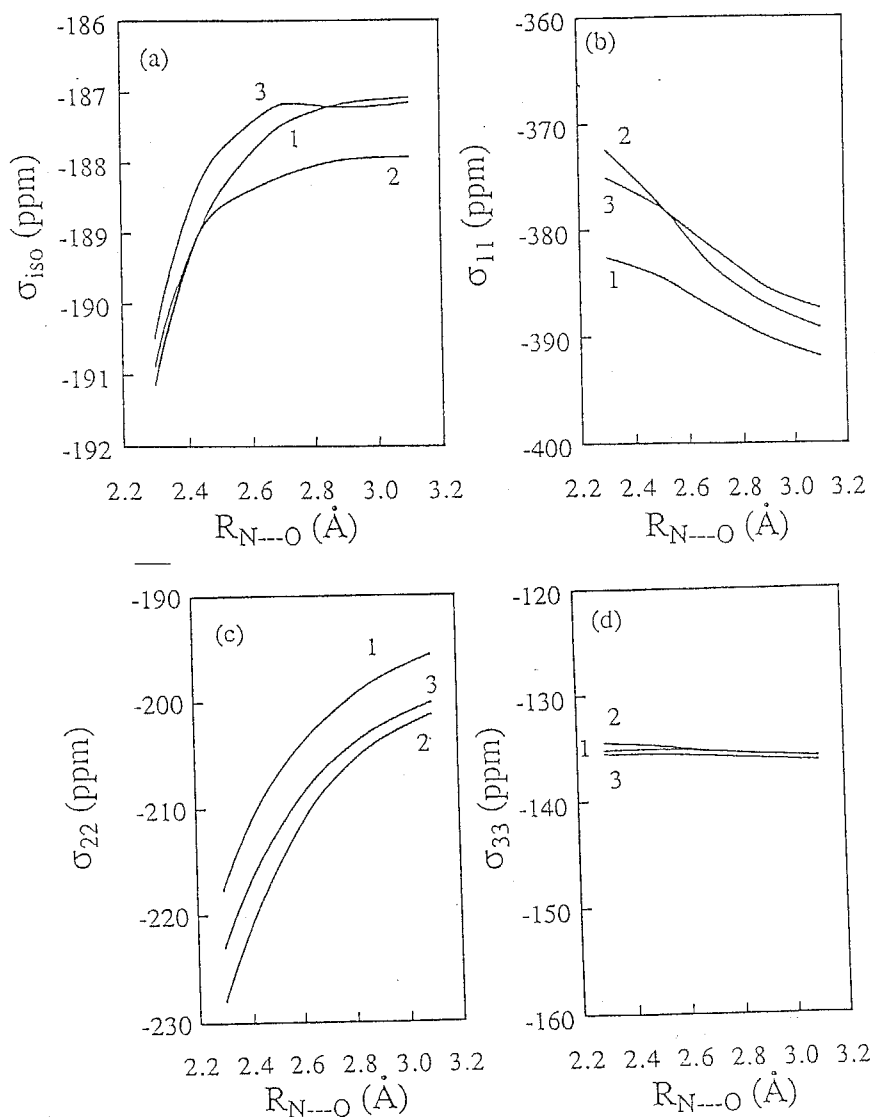 (a)
σiso (ppm)
-186
-187
-188
-189
-190
-191
-192
3
1
2
2.2 2.4 2.6 2.8 3.0 3.2
RN---O (Å)
(b)
σ11 (ppm)
-360
-370
-380
-390
-400
2
3
1
2.2 2.4 2.6 2.8 3.0 3.2
RN---O (Å)
(c)
σ22 (ppm)
-190
-200
-210
-220
-230
1
3
2
2.2 2.4 2.6 2.8 3.0 3.2
RN---O (Å)
(d)
σ33 (ppm)
-120
-130
-140
-150
-160
2
1
3
2.2 2.4 2.6 2.8 3.0 3.2
RN---O (Å)